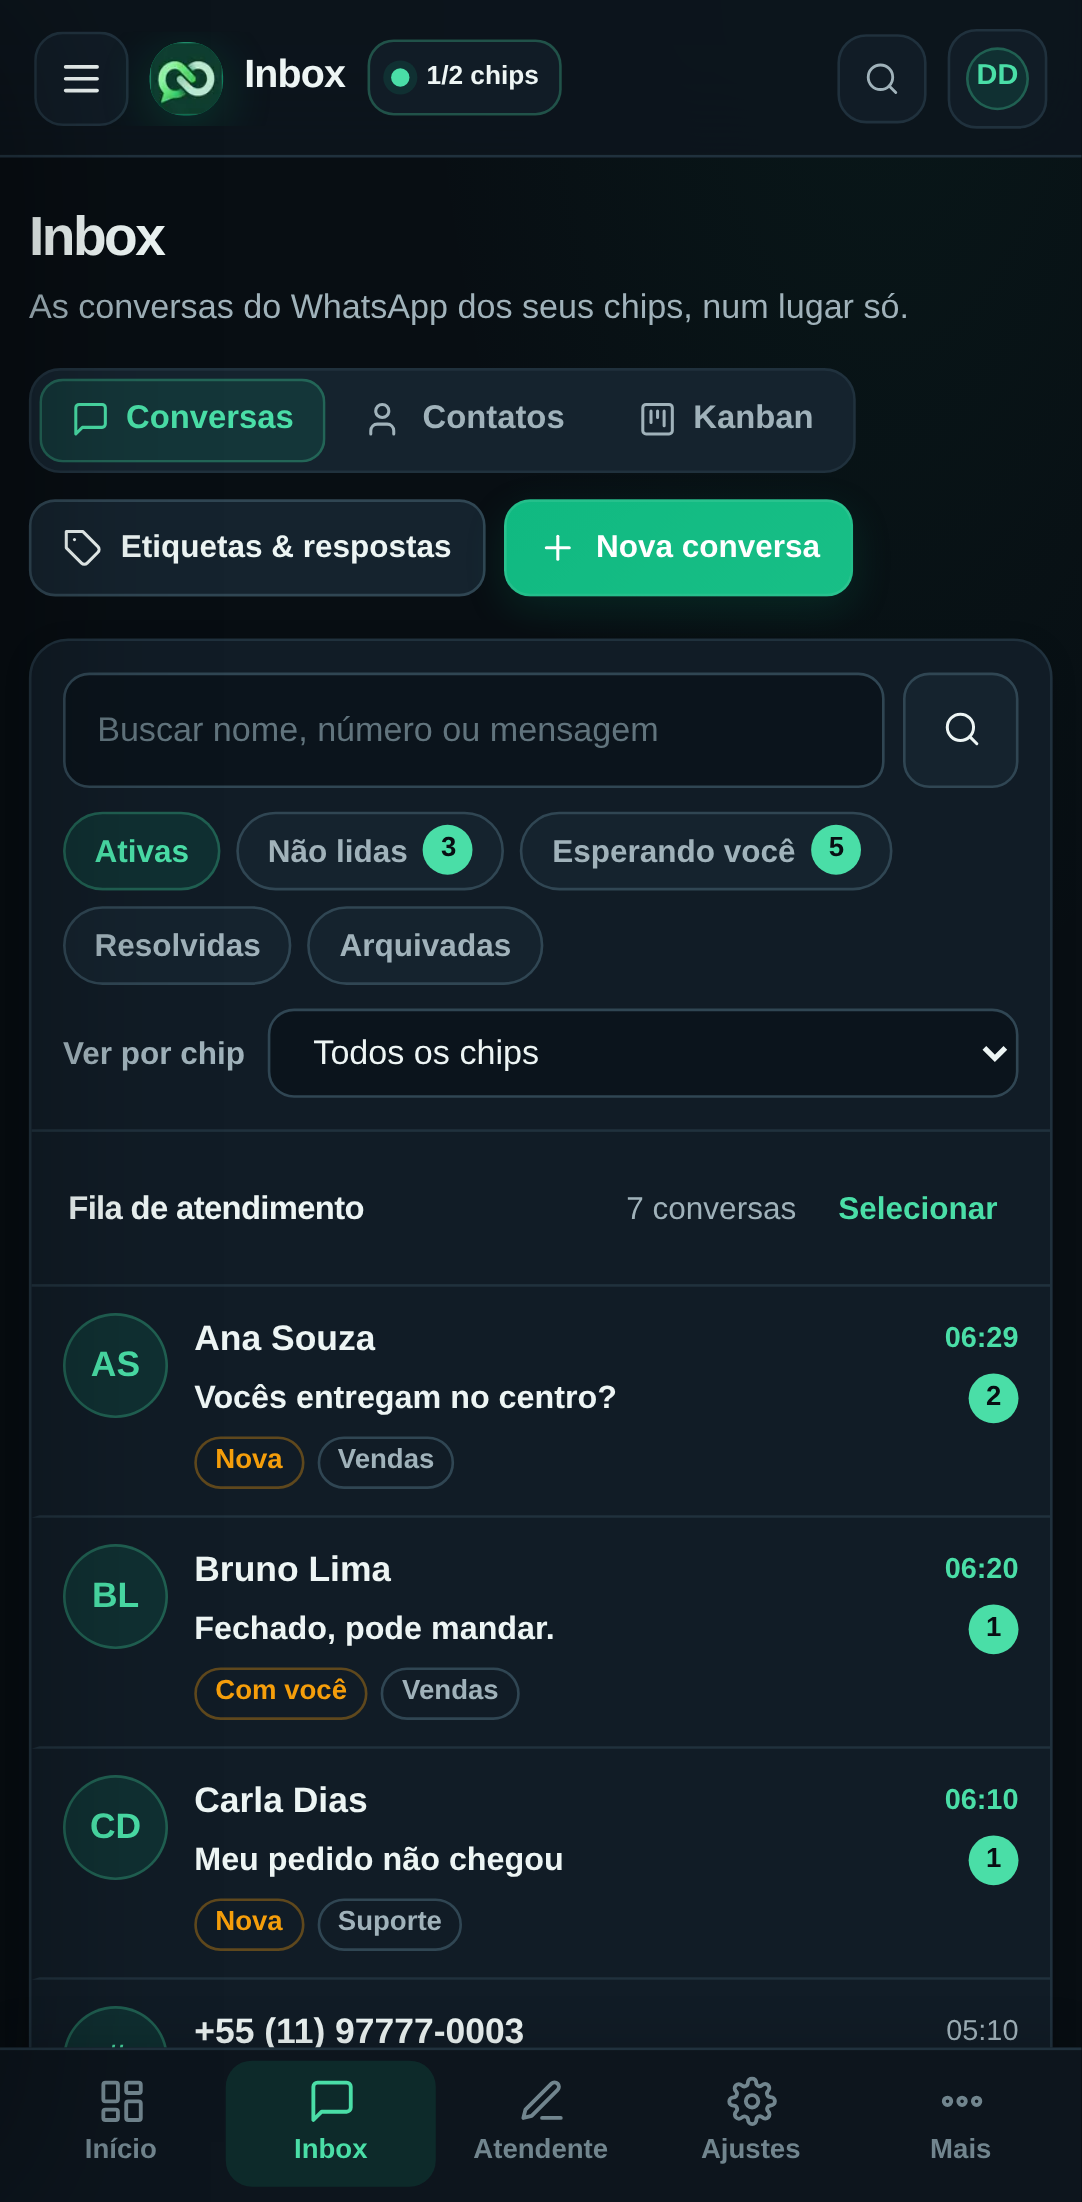 Inbox
1/2 chips
DD
Inbox
As conversas do WhatsApp dos seus chips, num lugar só.
Conversas
Contatos
Kanban
Etiquetas & respostas
Nova conversa
Buscar nome, número ou mensagem
Ativas
Não lidas 3
Esperando você 5
Resolvidas
Arquivadas
Ver por chip
Todos os chips
Fila de atendimento
7 conversas
Selecionar
AS
Ana Souza
06:29
Vocês entregam no centro?
2
Nova
Vendas
BL
Bruno Lima
06:20
Fechado, pode mandar.
1
Com você
Vendas
CD
Carla Dias
06:10
Meu pedido não chegou
1
Nova
Suporte
+55 (11) 97777-0003
05:10
Início
Inbox
Atendente
Ajustes
Mais